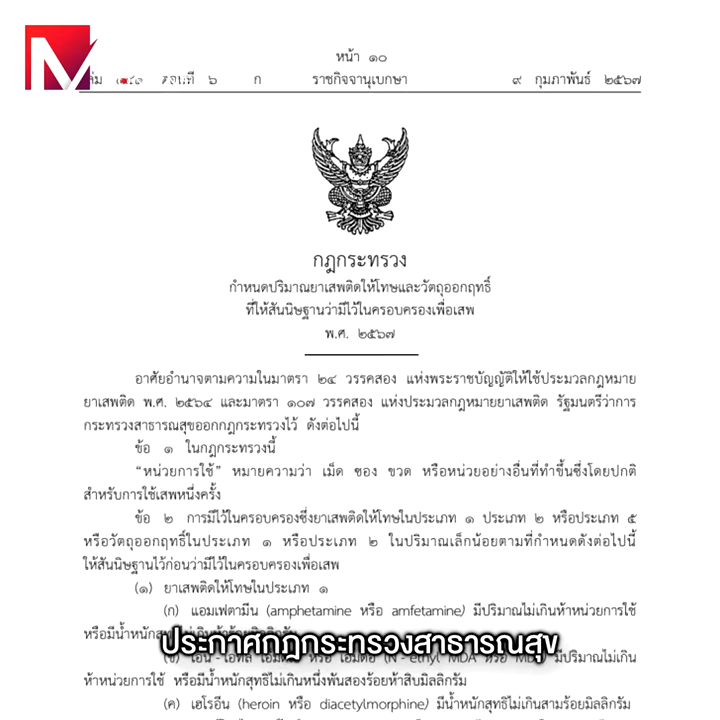 หน้า ๑๐
ตอนที่ ๖ ก ราชกิจจานุเบกษา ๙ กุมภาพันธ์ ๒๕๖๗
กฎกระทรวง
กำหนดปริมาณยาเสพติดให้โทษและวัตถุออกฤทธิ์
ที่ให้สันนิษฐานว่ามีไว้ในครอบครองเพื่อเสพ
พ.ศ. ๒๕๖๗
อาศัยอำนาจตามความในมาตรา ๒๔ วรรคสอง แห่งพระราชบัญญัติให้ใช้ประมวลกฎหมาย
ยาเสพติด พ.ศ. ๒๕๖๔ และมาตรา ๑๐๗ วรรคสอง แห่งประมวลกฎหมายยาเสพติด รัฐมนตรีว่าการ
กระทรวงสาธารณสุขออกกฎกระทรวงไว้ ดังต่อไปนี้
ข้อ ๑ ในกฎกระทรวงนี้
“หน่วยการใช้” หมายความว่า เม็ด ซอง ขวด หรือหน่วยอย่างอื่นที่ทำขึ้นซึ่งโดยปกติ
สำหรับการใช้เสพหนึ่งครั้ง
ข้อ ๒ การมีไว้ในครอบครองซึ่งยาเสพติดให้โทษในประเภท ๑ ประเภท ๒ หรือประเภท ๕
หรือวัตถุออกฤทธิ์ในประเภท ๑ หรือประเภท ๒ ในปริมาณเล็กน้อยตามที่กำหนดดังต่อไปนี้
ให้สันนิษฐานไว้ก่อนว่ามีไว้ในครอบครองเพื่อเสพ
(๑) ยาเสพติดให้โทษในประเภท ๑
(ก) แอมเฟตามีน (amphetamine หรือ amfetamine) มีปริมาณไม่เกินห้าหน่วยการใช้
หรือมีน้ำหนัก
ประกาศกฎกระทรวงสาธารณสุข
มีปริมาณไม่เกิน
ห้าหน่วยการใช้ หรือมีน้ำหนักสุทธิไม่เกินหนึ่งพันสองร้อยห้าสิบมิลลิกรัม
(ค) เฮโรอีน (heroin หรือ diacetylmorphine) มีน้ำหนักสุทธิไม่เกินสามร้อยมิลลิกรัม